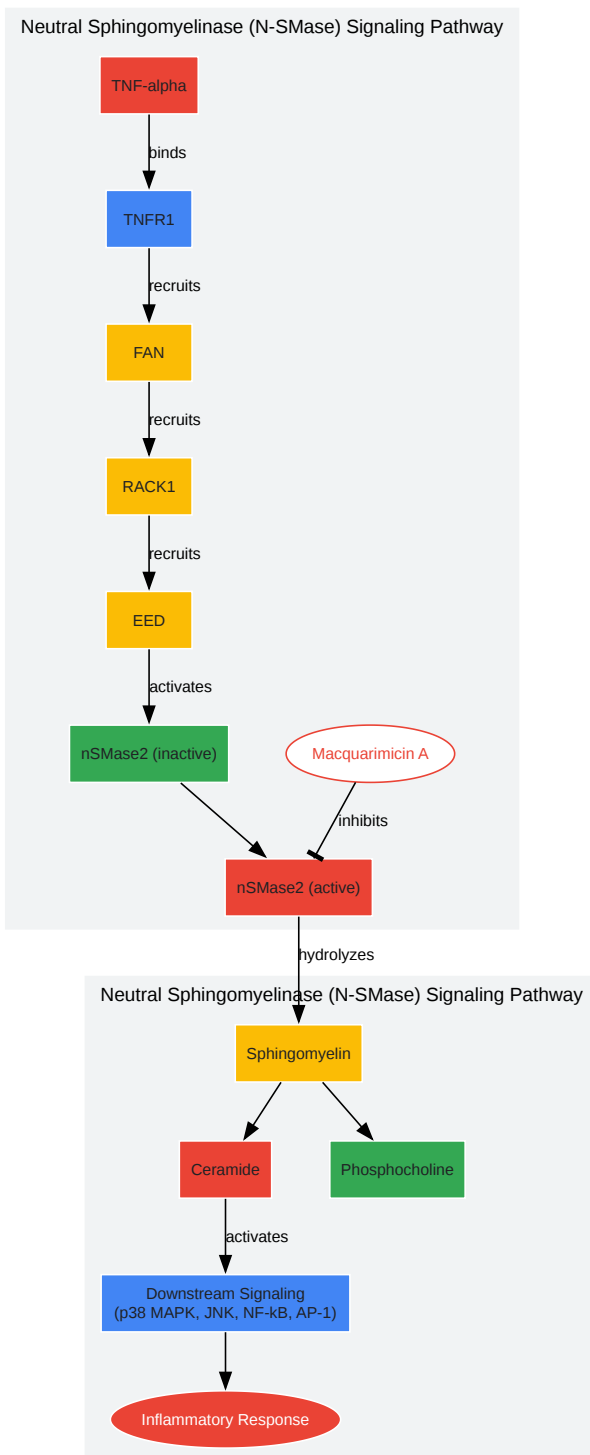 Neutral Sphingomyelinase (N-SMase) Signaling Pathway
TNF-alpha
binds
TNFR1
recruits
FAN
recruits
RACK1
recruits
EED
activates
nSMase2 (inactive)
Macquarimicin A
inhibits
nSMase2 (active)
hydrolyzes
Neutral Sphingomyelinase (N-SMase) Signaling Pathway
Sphingomyelin
Ceramide
Phosphocholine
activates
Downstream Signaling
(p38 MAPK, JNK, NF-kB, AP-1)
Inflammatory Response